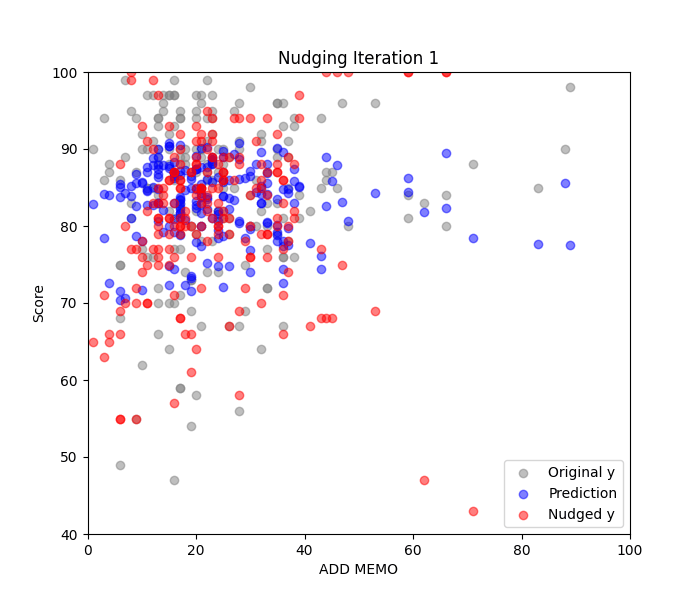 Nudging Iteration 1
100
90
80
70
60
50
40
Score
0 20 40 60 80 100
ADD MEMO
Original y
Prediction
Nudged y